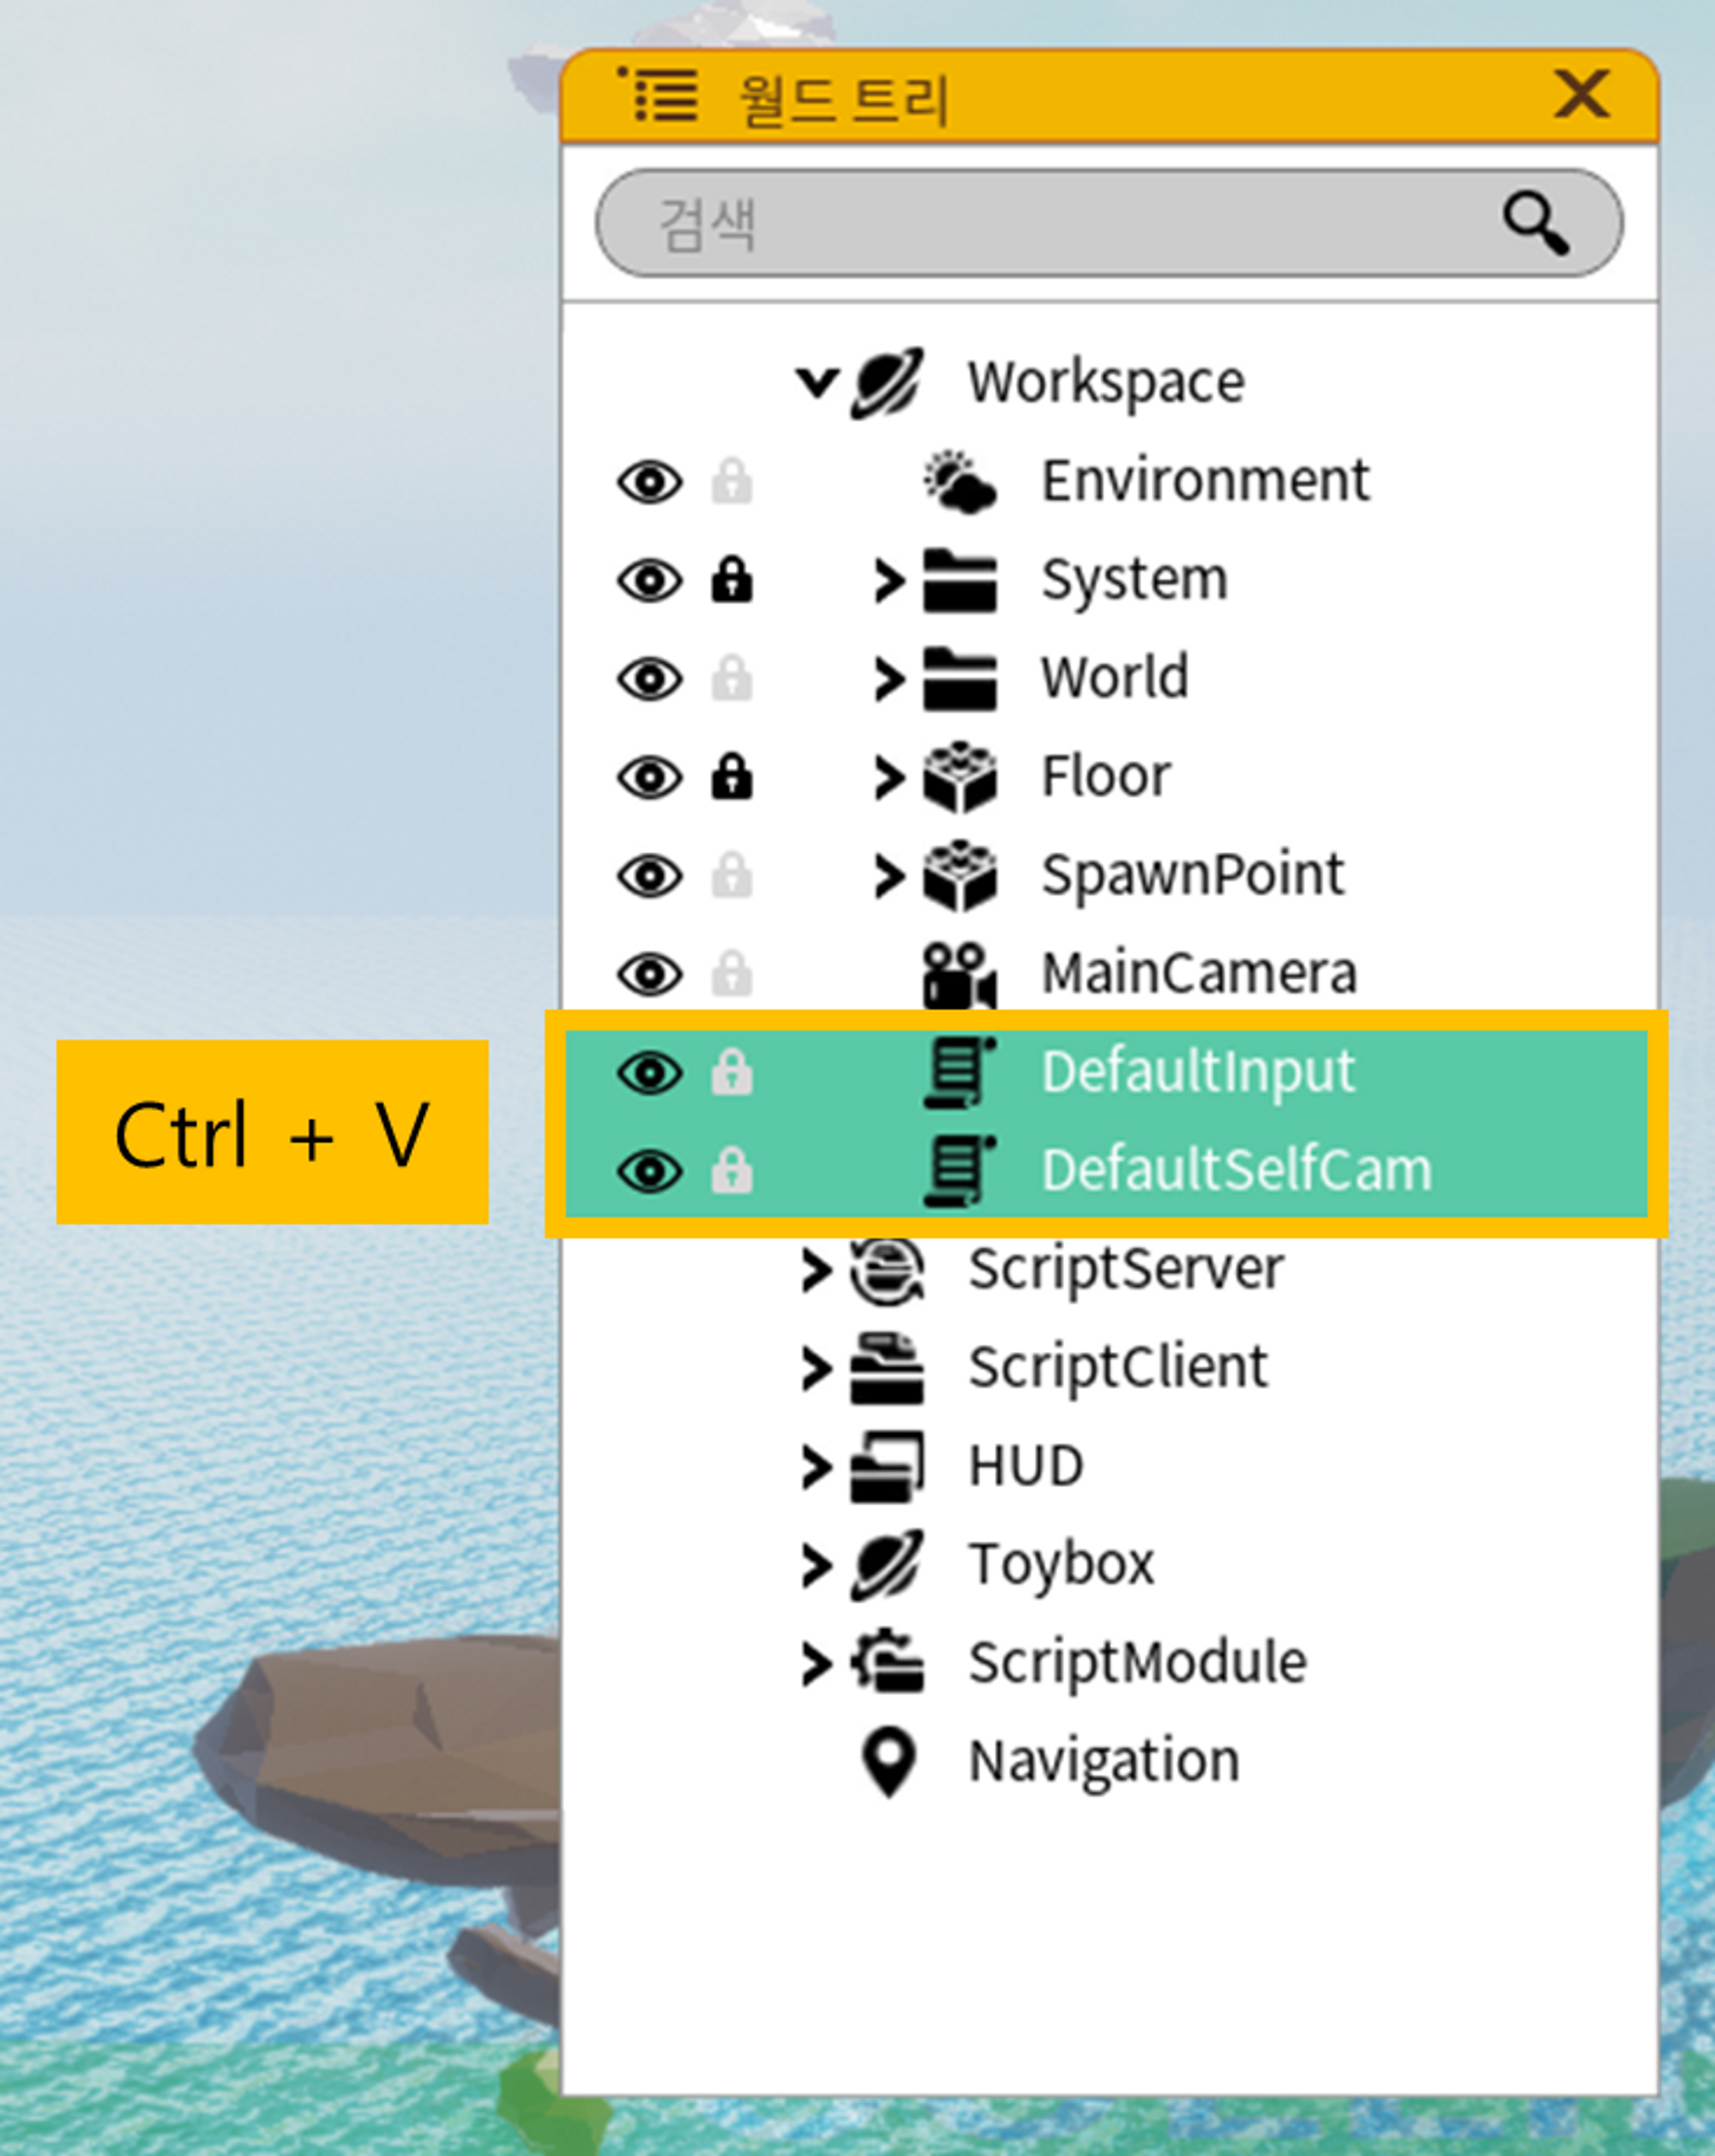 월드 트리
검색
Workspace
Environment
System
World
Floor
SpawnPoint
MainCamera
DefaultInput
Ctrl + V
DefaultSelfCam
ScriptServer
ScriptClient
HUD
Toybox
ScriptModule
Navigation